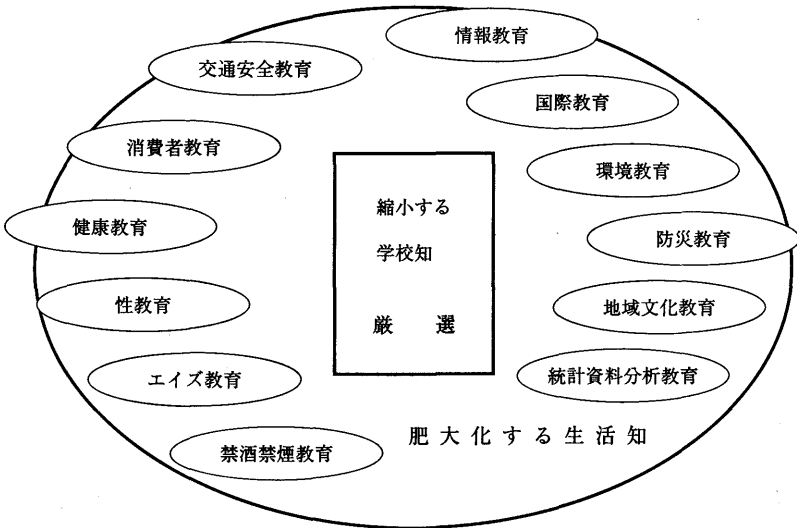 情報教育
交通安全教育
国際教育
消費者教育
環境教育
縮小する
学校知
厳選
健康教育
防災教育
性教育
地域文化教育
エイズ教育
統計資料分析教育
肥大化する生活知
禁酒禁煙教育